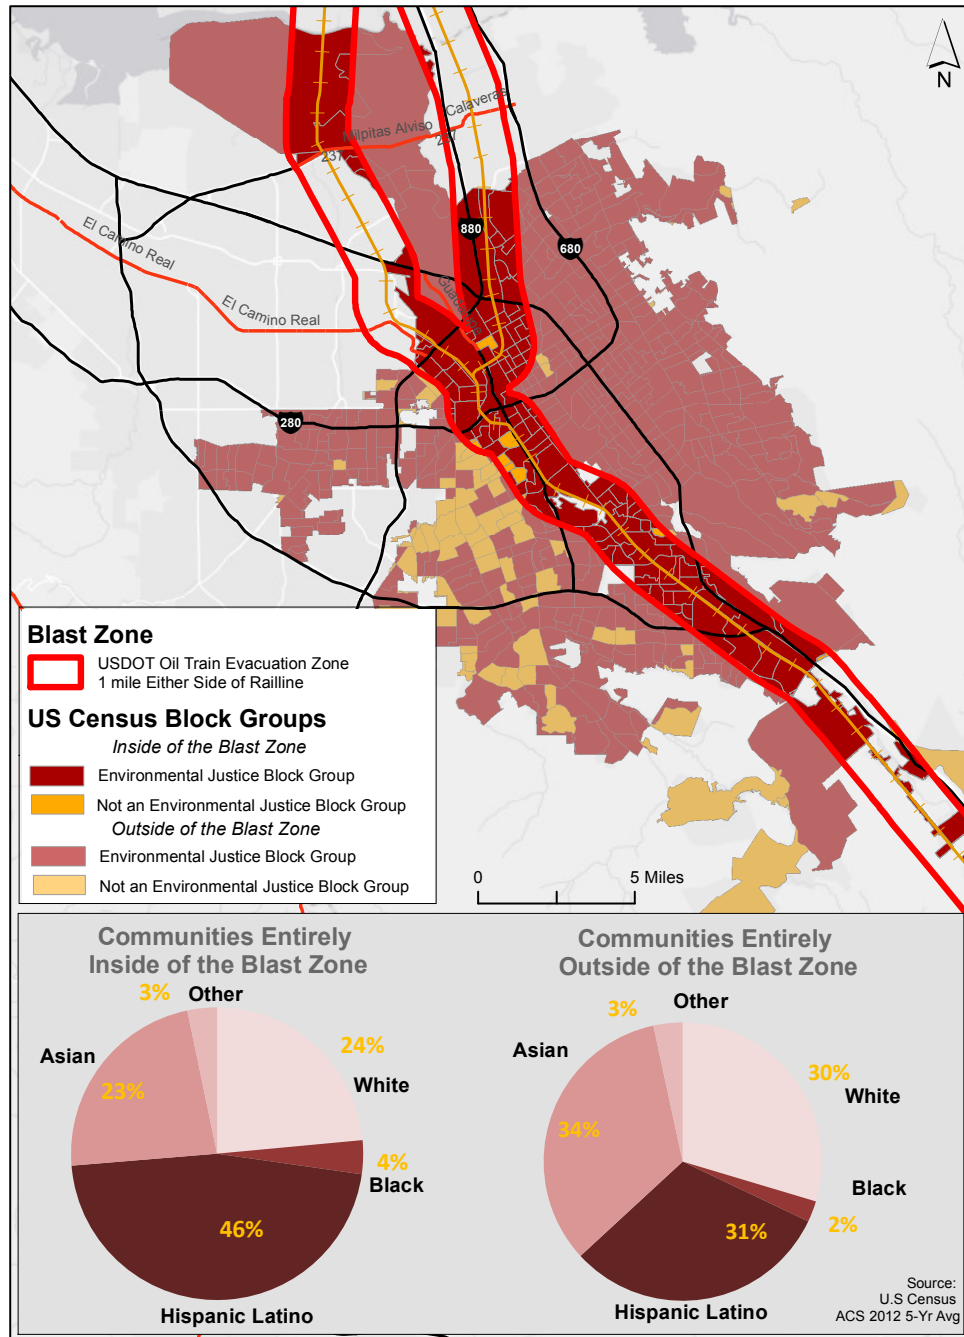 N
Milpitas Alviso
Calaveras
237
237
880
680
El Camino Real
El Camino Real
Guadalupe
280
Blast Zone
USDOT Oil Train Evacuation Zone
1 mile Either Side of Railline
US Census Block Groups
Inside of the Blast Zone
Environmental Justice Block Group
Not an Environmental Justice Block Group
Outside of the Blast Zone
Environmental Justice Block Group
Not an Environmental Justice Block Group
0 5 Miles
Communities Entirely
Inside of the Blast Zone
3% Other
Asian
24%
23%
White
4%
Black
46%
Hispanic Latino
Communities Entirely
Outside of the Blast Zone
Other
3%
Asian
30%
White
34%
Black
2%
31%
Hispanic Latino
Source:
U.S Census
ACS 2012 5-Yr Avg